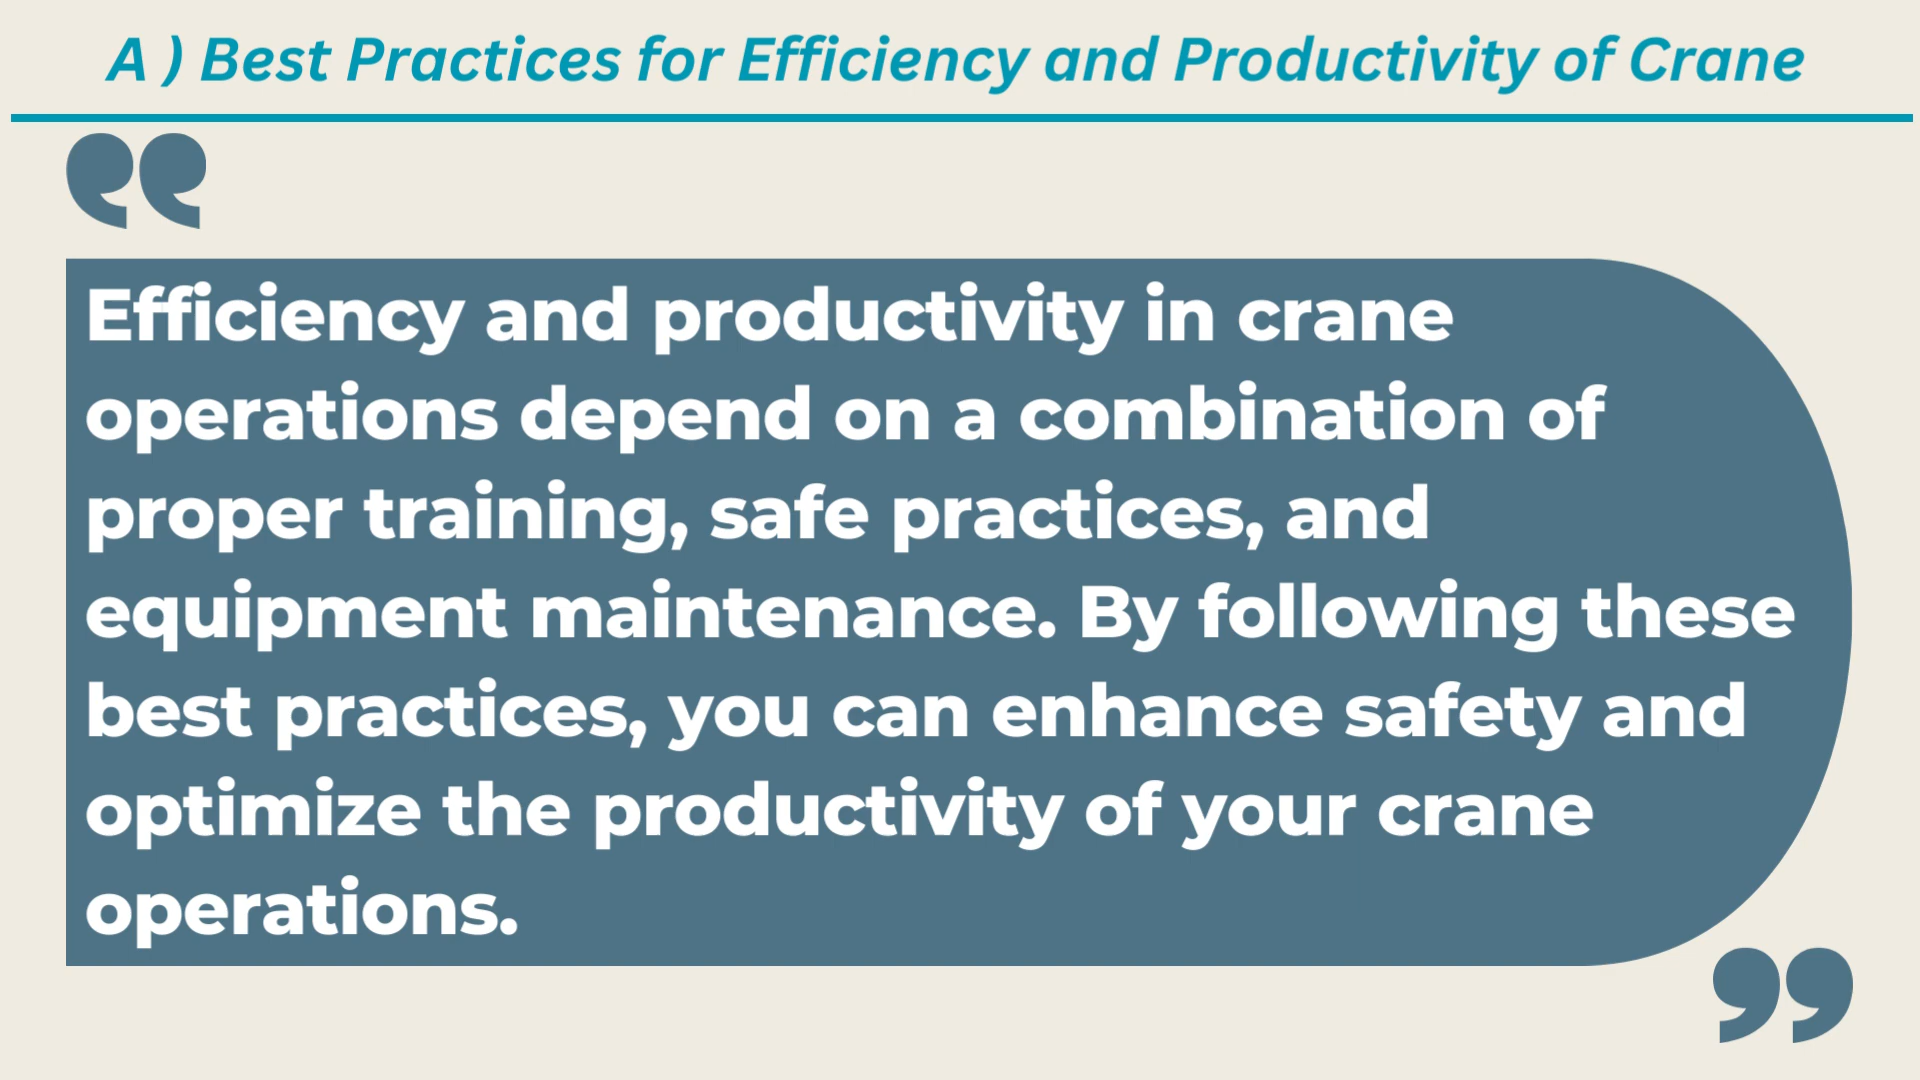 A ) Best Practices for Efficiency and Productivity of Crane
“
Efficiency and productivity in crane
operations depend on a combination of
proper training, safe practices, and
equipment maintenance. By following these
best practices, you can enhance safety and
optimize the productivity of your crane
operations.
”